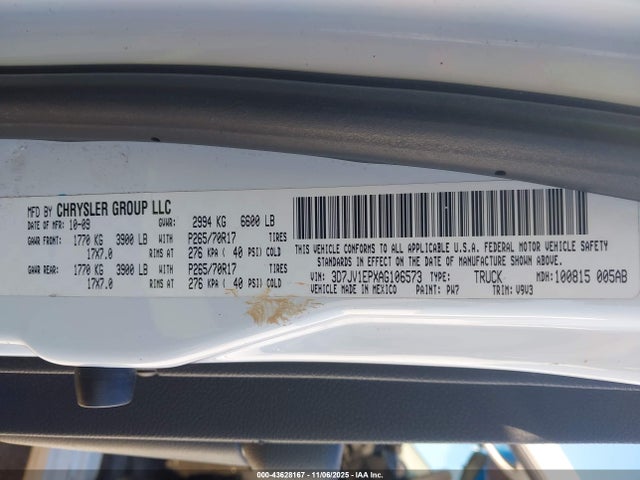 MFD BY CHRYSLER GROUP LLC
DATE OF MFR: 10-09 GVWR: 2994 KG 6600 LB
GAWR FRONT: 1770 KG 3900 LB WITH P265/70R17 TIRES
17X7.0 RIMS AT 276 KPA ( 40 PSI) COLD
GAWR REAR: 1770 KG 3900 LB WITH P265/70R17 TIRES
17X7.0 RIMS AT 276 KPA ( 40 PSI) COLD
THIS VEHICLE CONFORMS TO ALL APPLICABLE U.S.A. FEDERAL MOTOR VEHICLE SAFETY
STANDARDS IN EFFECT ON THE DATE OF MANUFACTURE SHOWN ABOVE.
VIN: 3D7JV1EPXAG106573 TYPE: TRUCK MDH: 100815 005AB
VEHICLE MADE IN MEXICO PAINT: PW7 TRIM: V9V3
000-43628167 - 11/06/2025 - IAA Inc.